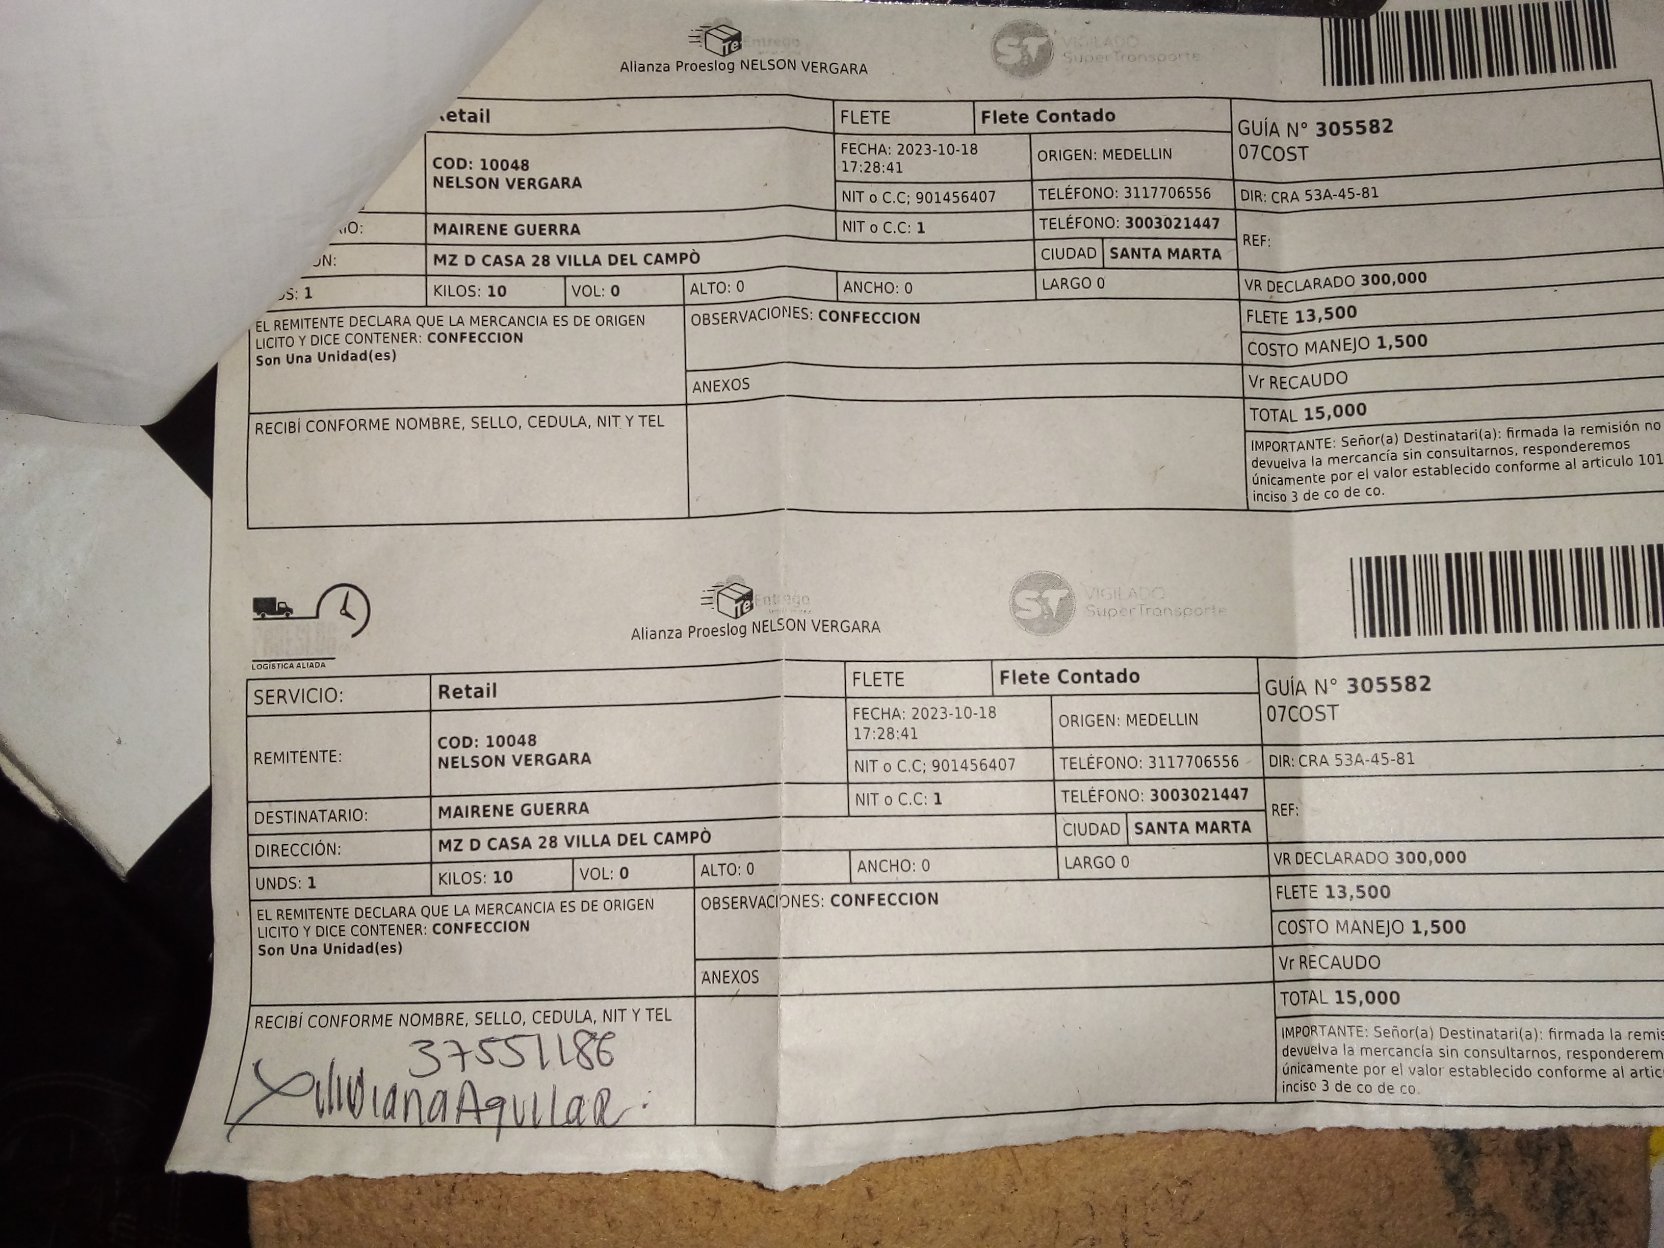 Te Entrega
VIGILADO
SuperTransporte
Alianza Proeslog NELSON VERGARA
etail
FLETE
Flete Contado
GUÍA N° 305582
07COST
COD: 10048
NELSON VERGARA
FECHA: 2023-10-18
17:28:41
ORIGEN: MEDELLIN
NIT o C.C; 901456407
TELÉFONO: 3117706556
DIR: CRA 53A-45-81
IO:
MAIRENE GUERRA
NIT o C.C: 1
TELÉFONO: 3003021447
REF:
ÓN:
MZ D CASA 28 VILLA DEL CAMPÒ
CIUDAD
SANTA MARTA
DS: 1
KILOS: 10
VOL: 0
ALTO: 0
ANCHO: 0
LARGO 0
VR DECLARADO 300,000
EL REMITENTE DECLARA QUE LA MERCANCIA ES DE ORIGEN
LICITO Y DICE CONTENER: CONFECCION
Son Una Unidad(es)
OBSERVACIONES: CONFECCION
FLETE 13,500
COSTO MANEJO 1,500
ANEXOS
Vr RECAUDO
RECIBÍ CONFORME NOMBRE, SELLO, CEDULA, NIT Y TEL
TOTAL 15,000
IMPORTANTE: Señor(a) Destinatari(a): firmada la remisión no
devuelva la mercancía sin consultarnos, responderemos
únicamente por el valor establecido conforme al articulo 101
inciso 3 de co de co.
LOGÍSTICA ALIADA
Te Entrega
VIGILADO
SuperTransporte
Alianza Proeslog NELSON VERGARA
SERVICIO:
Retail
FLETE
Flete Contado
GUÍA N° 305582
07COST
REMITENTE:
COD: 10048
NELSON VERGARA
FECHA: 2023-10-18
17:28:41
ORIGEN: MEDELLIN
NIT o C.C; 901456407
TELÉFONO: 3117706556
DIR: CRA 53A-45-81
DESTINATARIO:
MAIRENE GUERRA
NIT o C.C: 1
TELÉFONO: 3003021447
REF:
DIRECCIÓN:
MZ D CASA 28 VILLA DEL CAMPÒ
CIUDAD
SANTA MARTA
UNDS: 1
KILOS: 10
VOL: 0
ALTO: 0
ANCHO: 0
LARGO 0
VR DECLARADO 300,000
EL REMITENTE DECLARA QUE LA MERCANCIA ES DE ORIGEN
LICITO Y DICE CONTENER: CONFECCION
Son Una Unidad(es)
OBSERVACIONES: CONFECCION
FLETE 13,500
COSTO MANEJO 1,500
ANEXOS
Vr RECAUDO
RECIBÍ CONFORME NOMBRE, SELLO, CEDULA, NIT Y TEL
TOTAL 15,000
37551186
Aguilar
IMPORTANTE: Señor(a) Destinatari(a): firmada la remis
devuelva la mercancía sin consultarnos, responderem
únicamente por el valor establecido conforme al artic
inciso 3 de co de co.